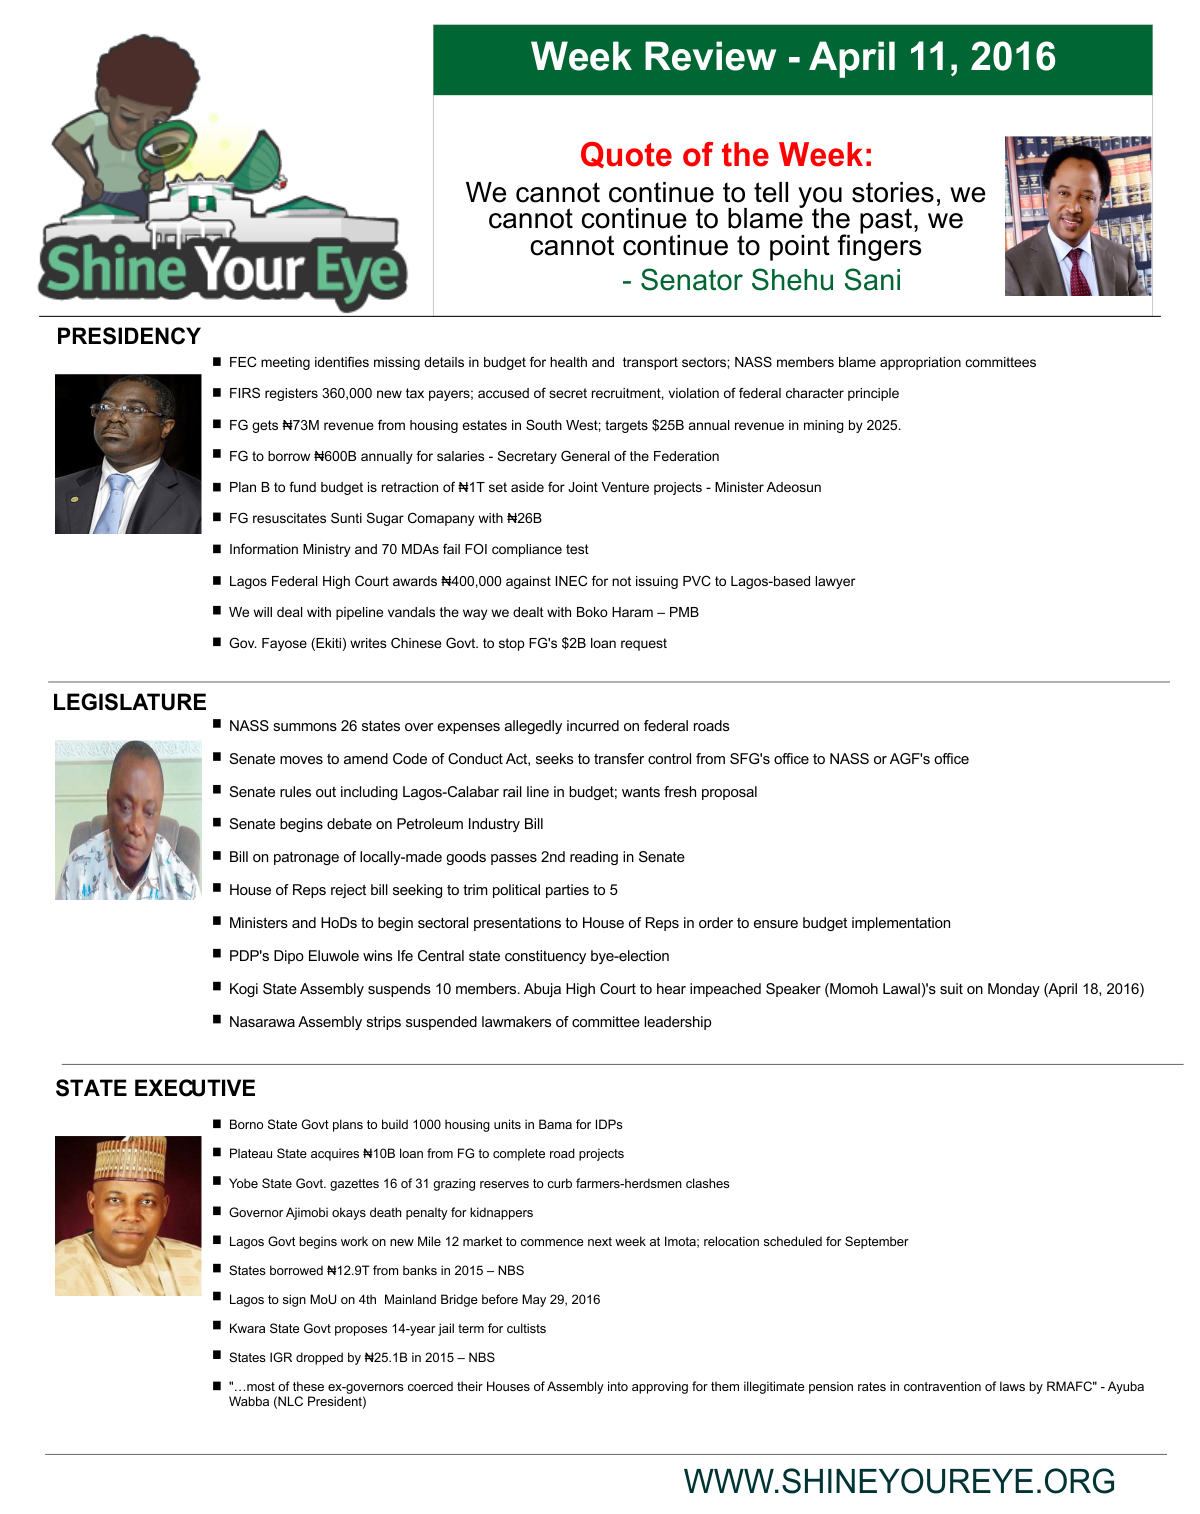 Shine Your Eye
Week Review - April 11, 2016
Quote of the Week:
We cannot continue to tell you stories, we
cannot continue to blame the past, we
cannot continue to point fingers
- Senator Shehu Sani
PRESIDENCY
FEC meeting identifies missing details in budget for health and transport sectors; NASS members blame appropriation committees
FIRS registers 360,000 new tax payers; accused of secret recruitment, violation of federal character principle
FG gets ₦73M revenue from housing estates in South West; targets $25B annual revenue in mining by 2025.
FG to borrow ₦600B annually for salaries - Secretary General of the Federation
Plan B to fund budget is retraction of ₦1T set aside for Joint Venture projects - Minister Adeosun
FG resuscitates Sunti Sugar Comapany with ₦26B
Information Ministry and 70 MDAs fail FOI compliance test
Lagos Federal High Court awards ₦400,000 against INEC for not issuing PVC to Lagos-based lawyer
We will deal with pipeline vandals the way we dealt with Boko Haram – PMB
Gov. Fayose (Ekiti) writes Chinese Govt. to stop FG's $2B loan request
LEGISLATURE
NASS summons 26 states over expenses allegedly incurred on federal roads
Senate moves to amend Code of Conduct Act, seeks to transfer control from SFG's office to NASS or AGF's office
Senate rules out including Lagos-Calabar rail line in budget; wants fresh proposal
Senate begins debate on Petroleum Industry Bill
Bill on patronage of locally-made goods passes 2nd reading in Senate
House of Reps reject bill seeking to trim political parties to 5
Ministers and HoDs to begin sectoral presentations to House of Reps in order to ensure budget implementation
PDP's Dipo Eluwole wins Ife Central state constituency bye-election
Kogi State Assembly suspends 10 members. Abuja High Court to hear impeached Speaker (Momoh Lawal)'s suit on Monday (April 18, 2016)
Nasarawa Assembly strips suspended lawmakers of committee leadership
STATE EXECUTIVE
Borno State Govt plans to build 1000 housing units in Bama for IDPs
Plateau State acquires ₦10B loan from FG to complete road projects
Yobe State Govt. gazettes 16 of 31 grazing reserves to curb farmers-herdsmen clashes
Governor Ajimobi okays death penalty for kidnappers
Lagos Govt begins work on new Mile 12 market to commence next week at Imota; relocation scheduled for September
States borrowed ₦12.9T from banks in 2015 – NBS
Lagos to sign MoU on 4th Mainland Bridge before May 29, 2016
Kwara State Govt proposes 14-year jail term for cultists
States IGR dropped by ₦25.1B in 2015 – NBS
"…most of these ex-governors coerced their Houses of Assembly into approving for them illegitimate pension rates in contravention of laws by RMAFC" - Ayuba
Wabba (NLC President)
WWW.SHINEYOUREYE.ORG